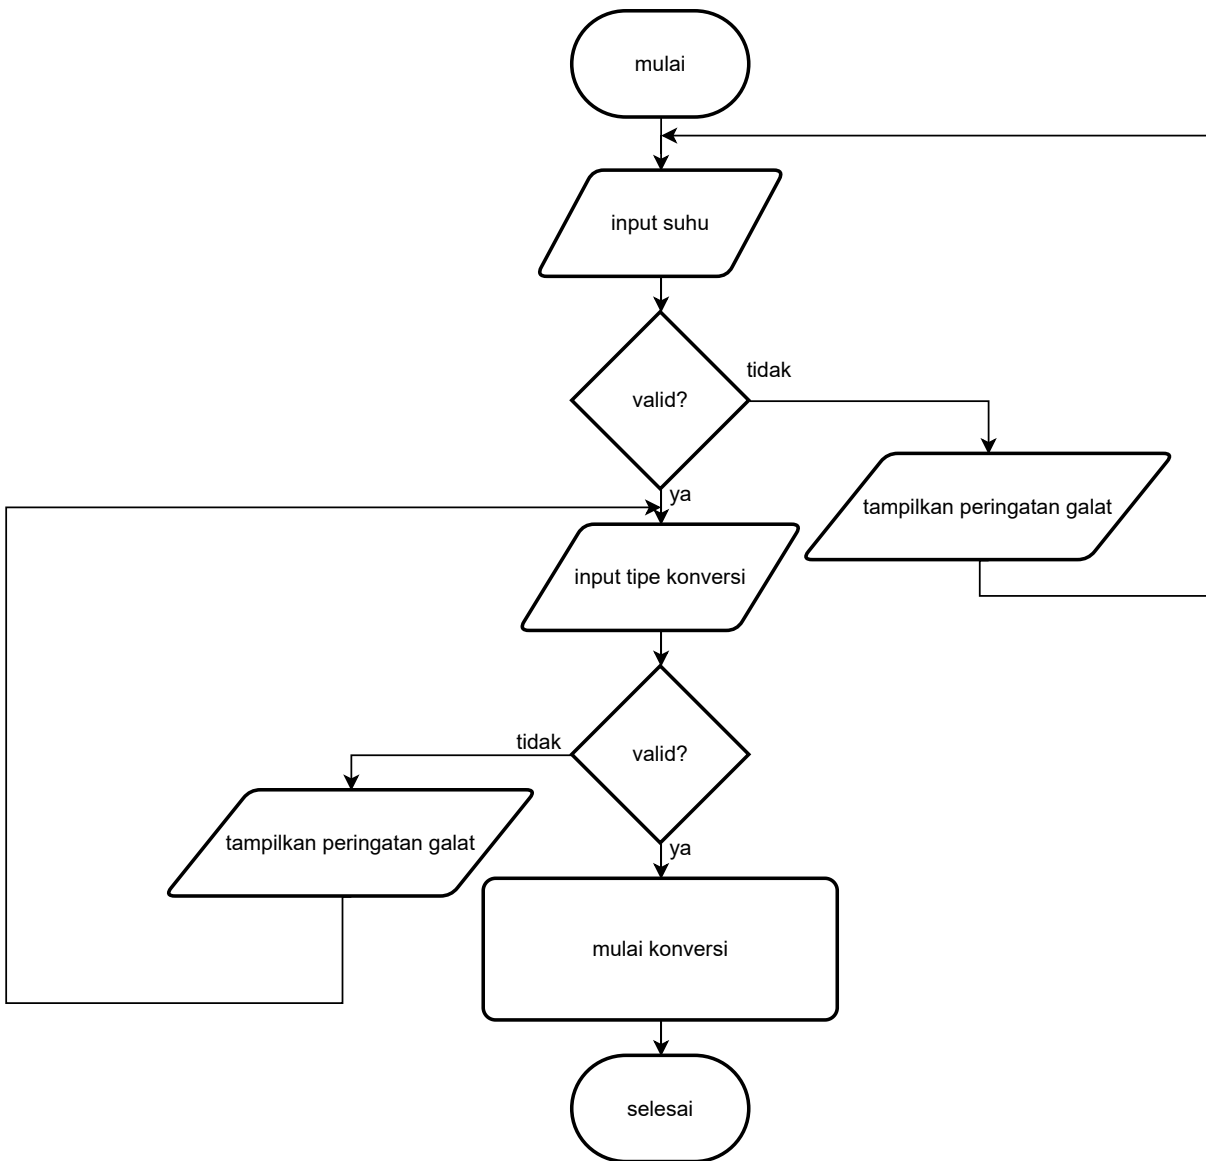 mulai
input suhu
valid?
tidak
tampilkan peringatan galat
ya
input tipe konversi
valid?
tidak
tampilkan peringatan galat
ya
mulai konversi
selesai